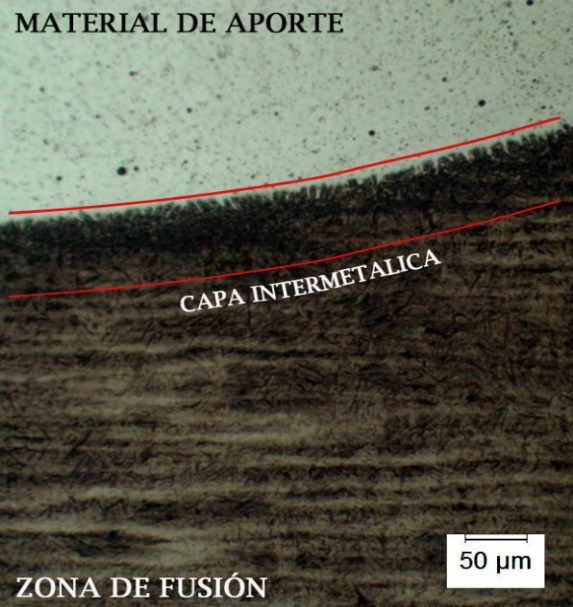 MATERIAL DE APORTE
CAPA INTERMETALICA
50 µm
ZONA DE FUSIÓN